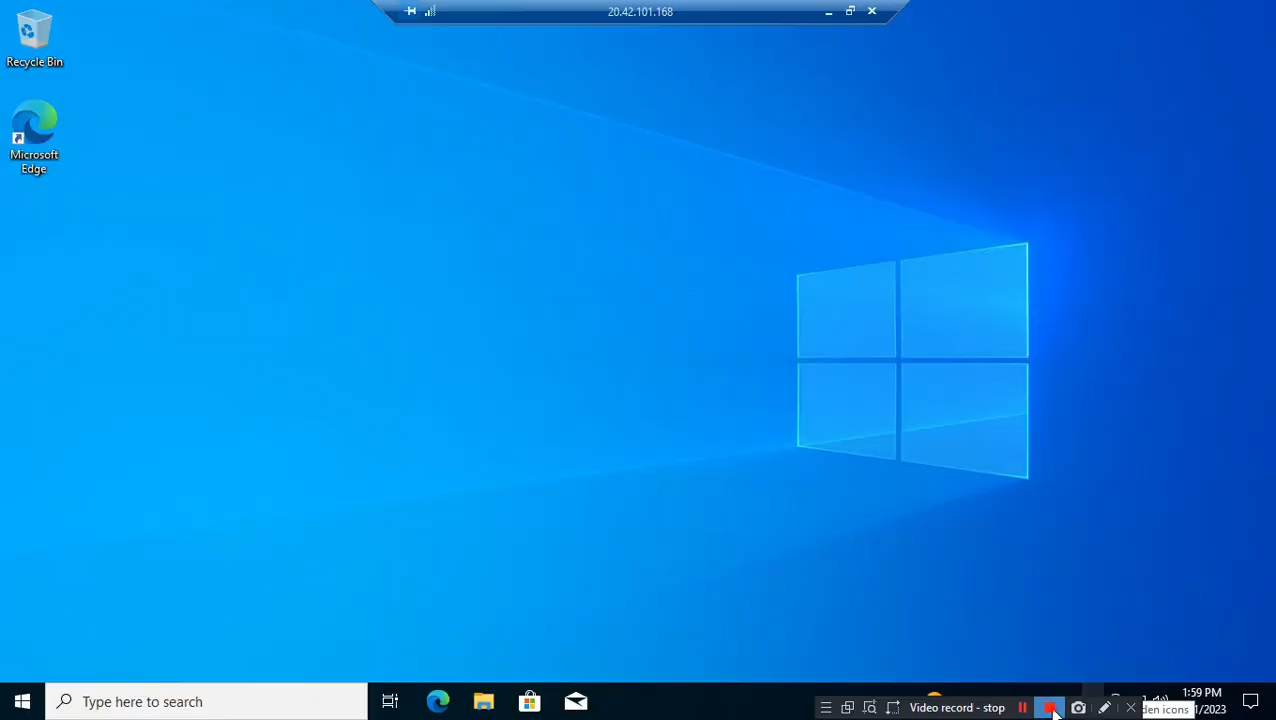 20.42.101.168
Recycle Bin
Microsoft
Edge
Type here to search
Video record - stop
1:59 PM
1/2023
den icons